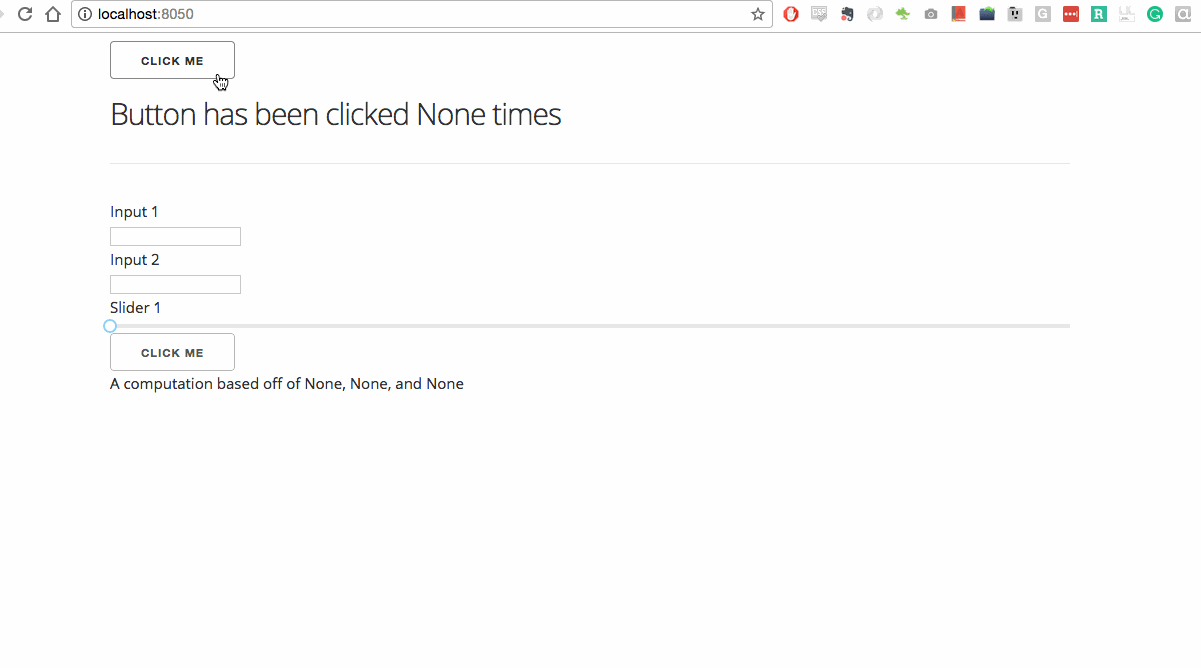 localhost:8050
CLICK ME
Button has been clicked None times
Input 1
Input 2
Slider 1
CLICK ME
A computation based off of None, None, and None